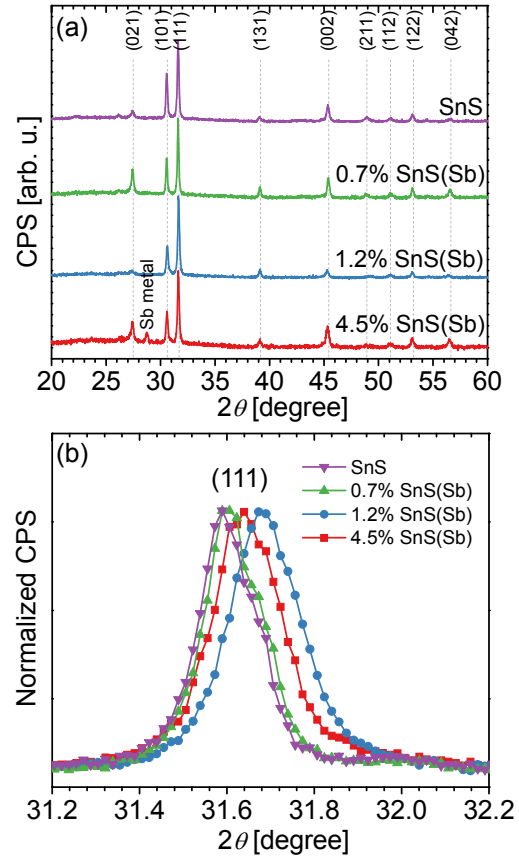 (a)
(021)
(101)
(111)
(131)
(002)
(211)
(112)
(122)
(042)
SnS
0.7% SnS(Sb)
1.2% SnS(Sb)
Sb metal
4.5% SnS(Sb)
CPS [arb. u.]
20 25 30 35 40 45 50 55 60
2θ [degree]
(b)
(111)
SnS
0.7% SnS(Sb)
1.2% SnS(Sb)
4.5% SnS(Sb)
Normalized CPS
31.2 31.4 31.6 31.8 32.0 32.2
2θ [degree]